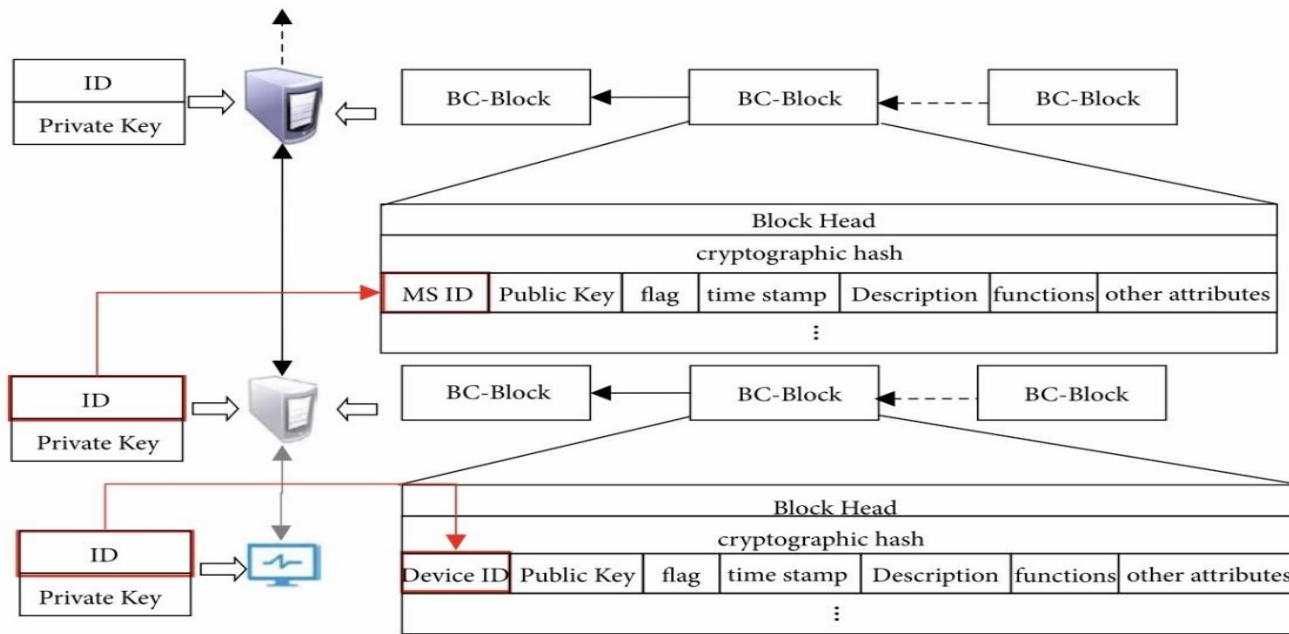 ID
Private Key
BC-Block
BC-Block
BC-Block
Block Head
cryptographic hash
MS ID Public Key flag time stamp Description functions other attributes
...
ID
Private Key
BC-Block
BC-Block
BC-Block
Block Head
cryptographic hash
ID
Private Key
Device ID Public Key flag time stamp Description functions other attributes
...